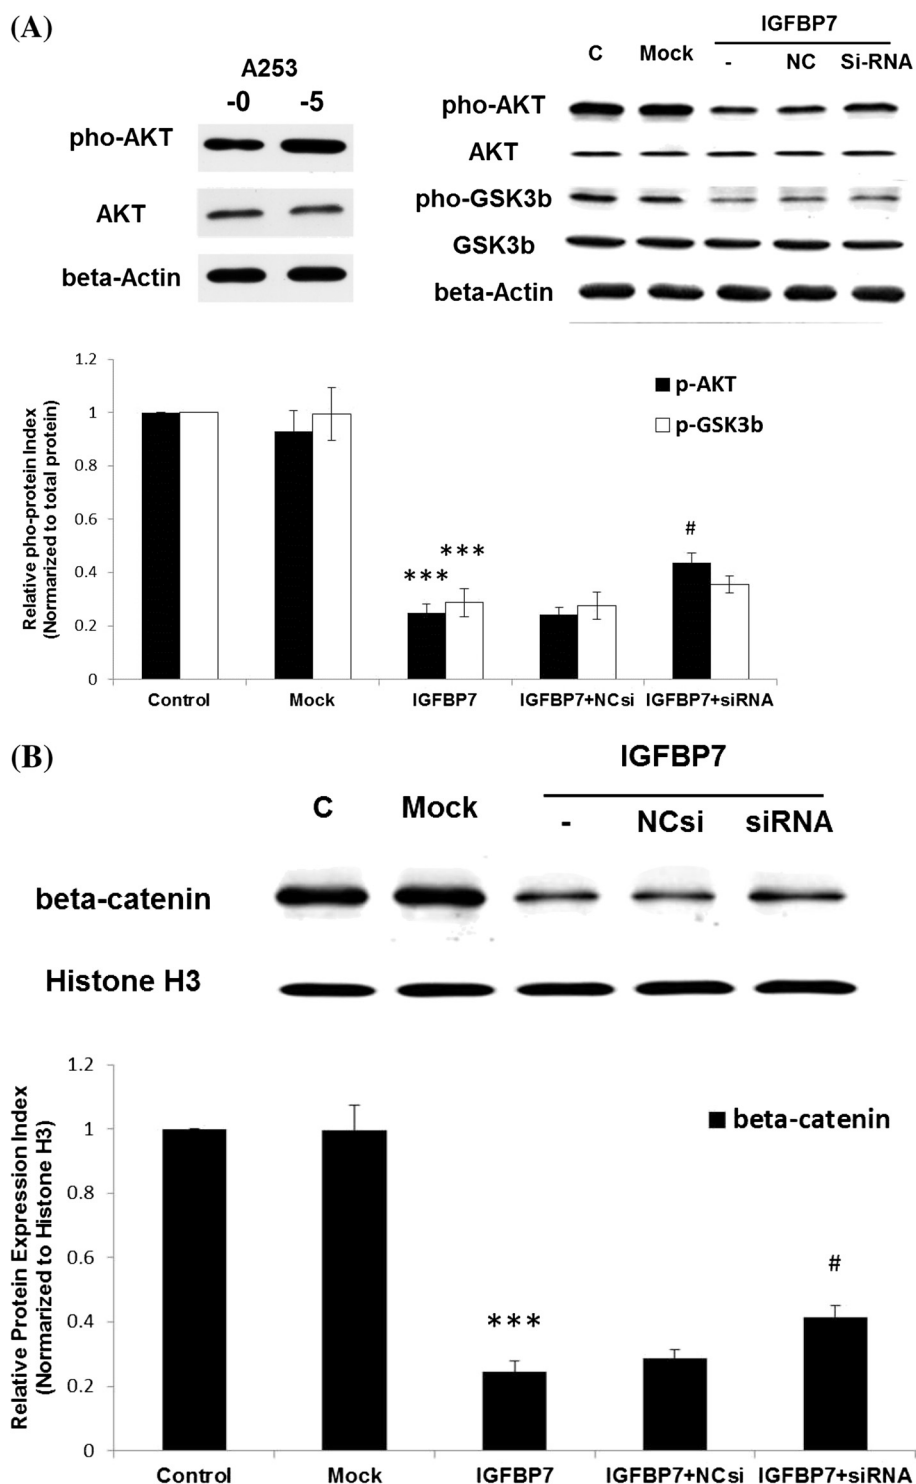 (A)
A253
-0 -5
pho-AKT
AKT
beta-Actin
IGFBP7
C Mock - NC Si-RNA
pho-AKT
AKT
pho-GSK3b
GSK3b
beta-Actin
Relative pho-protein Index
(Normarized to total protein)
1.2
1
0.8
0.6
0.4
0.2
0
p-AKT
p-GSK3b
*** ***
#
Control Mock IGFBP7 IGFBP7+NCsi IGFBP7+siRNA
(B)
IGFBP7
C Mock - NCsi siRNA
beta-catenin
Histone H3
Relative Protein Expression Index
(Normarized to Histone H3)
1.2
1
0.8
0.6
0.4
0.2
0
beta-catenin
***
#
Control Mock IGFBP7 IGFBP7+NCsi IGFBP7+siRNA